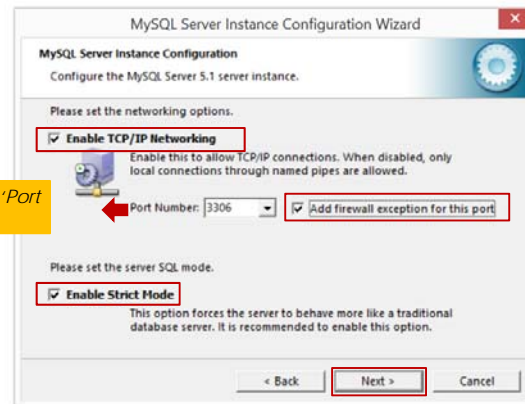 MySQL Server Instance Configuration Wizard
MySQL Server Instance Configuration
Configure the MySQL Server 5.1 server instance.
Please set the networking options.
Enable TCP/IP Networking
Enable this to allow TCP/IP connections. When disabled, only
local connections through named pipes are allowed.
'Port
Port Number: 3306
Add firewall exception for this port
Please set the server SQL mode.
Enable Strict Mode
This option forces the server to behave more like a traditional
database server. It is recommended to enable this option.
< Back
Next >
Cancel